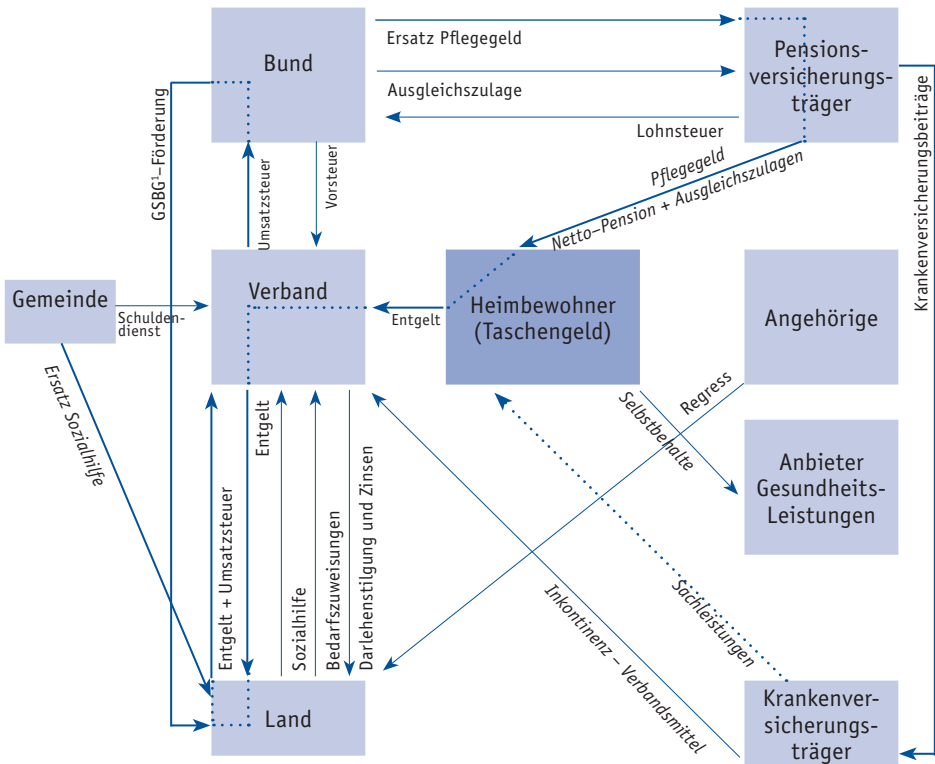 Bund
Ersatz Pflegegeld
Ausgleichszulage
Lohnsteuer
Pensions-
versicherungs-
träger
Krankenversicherungsbeiträge
GSBG¹–Förderung
Umsatzsteuer
Vorsteuer
Pflegegeld
Netto–Pension + Ausgleichszulagen
Gemeinde
Schulden-
dienst
Verband
Entgelt
Heimbewohner
(Taschengeld)
Angehörige
Ersatz Sozialhilfe
Entgelt + Umsatzsteuer
Entgelt
Sozialhilfe
Bedarfszuweisungen
Darlehenstilgung und Zinsen
Selbstbehalte
Regress
Anbieter
Gesundheits-
Leistungen
Inkontinenz – Verbandsmittel
Sachleistungen
Land
Krankenver-
sicherungs-
träger